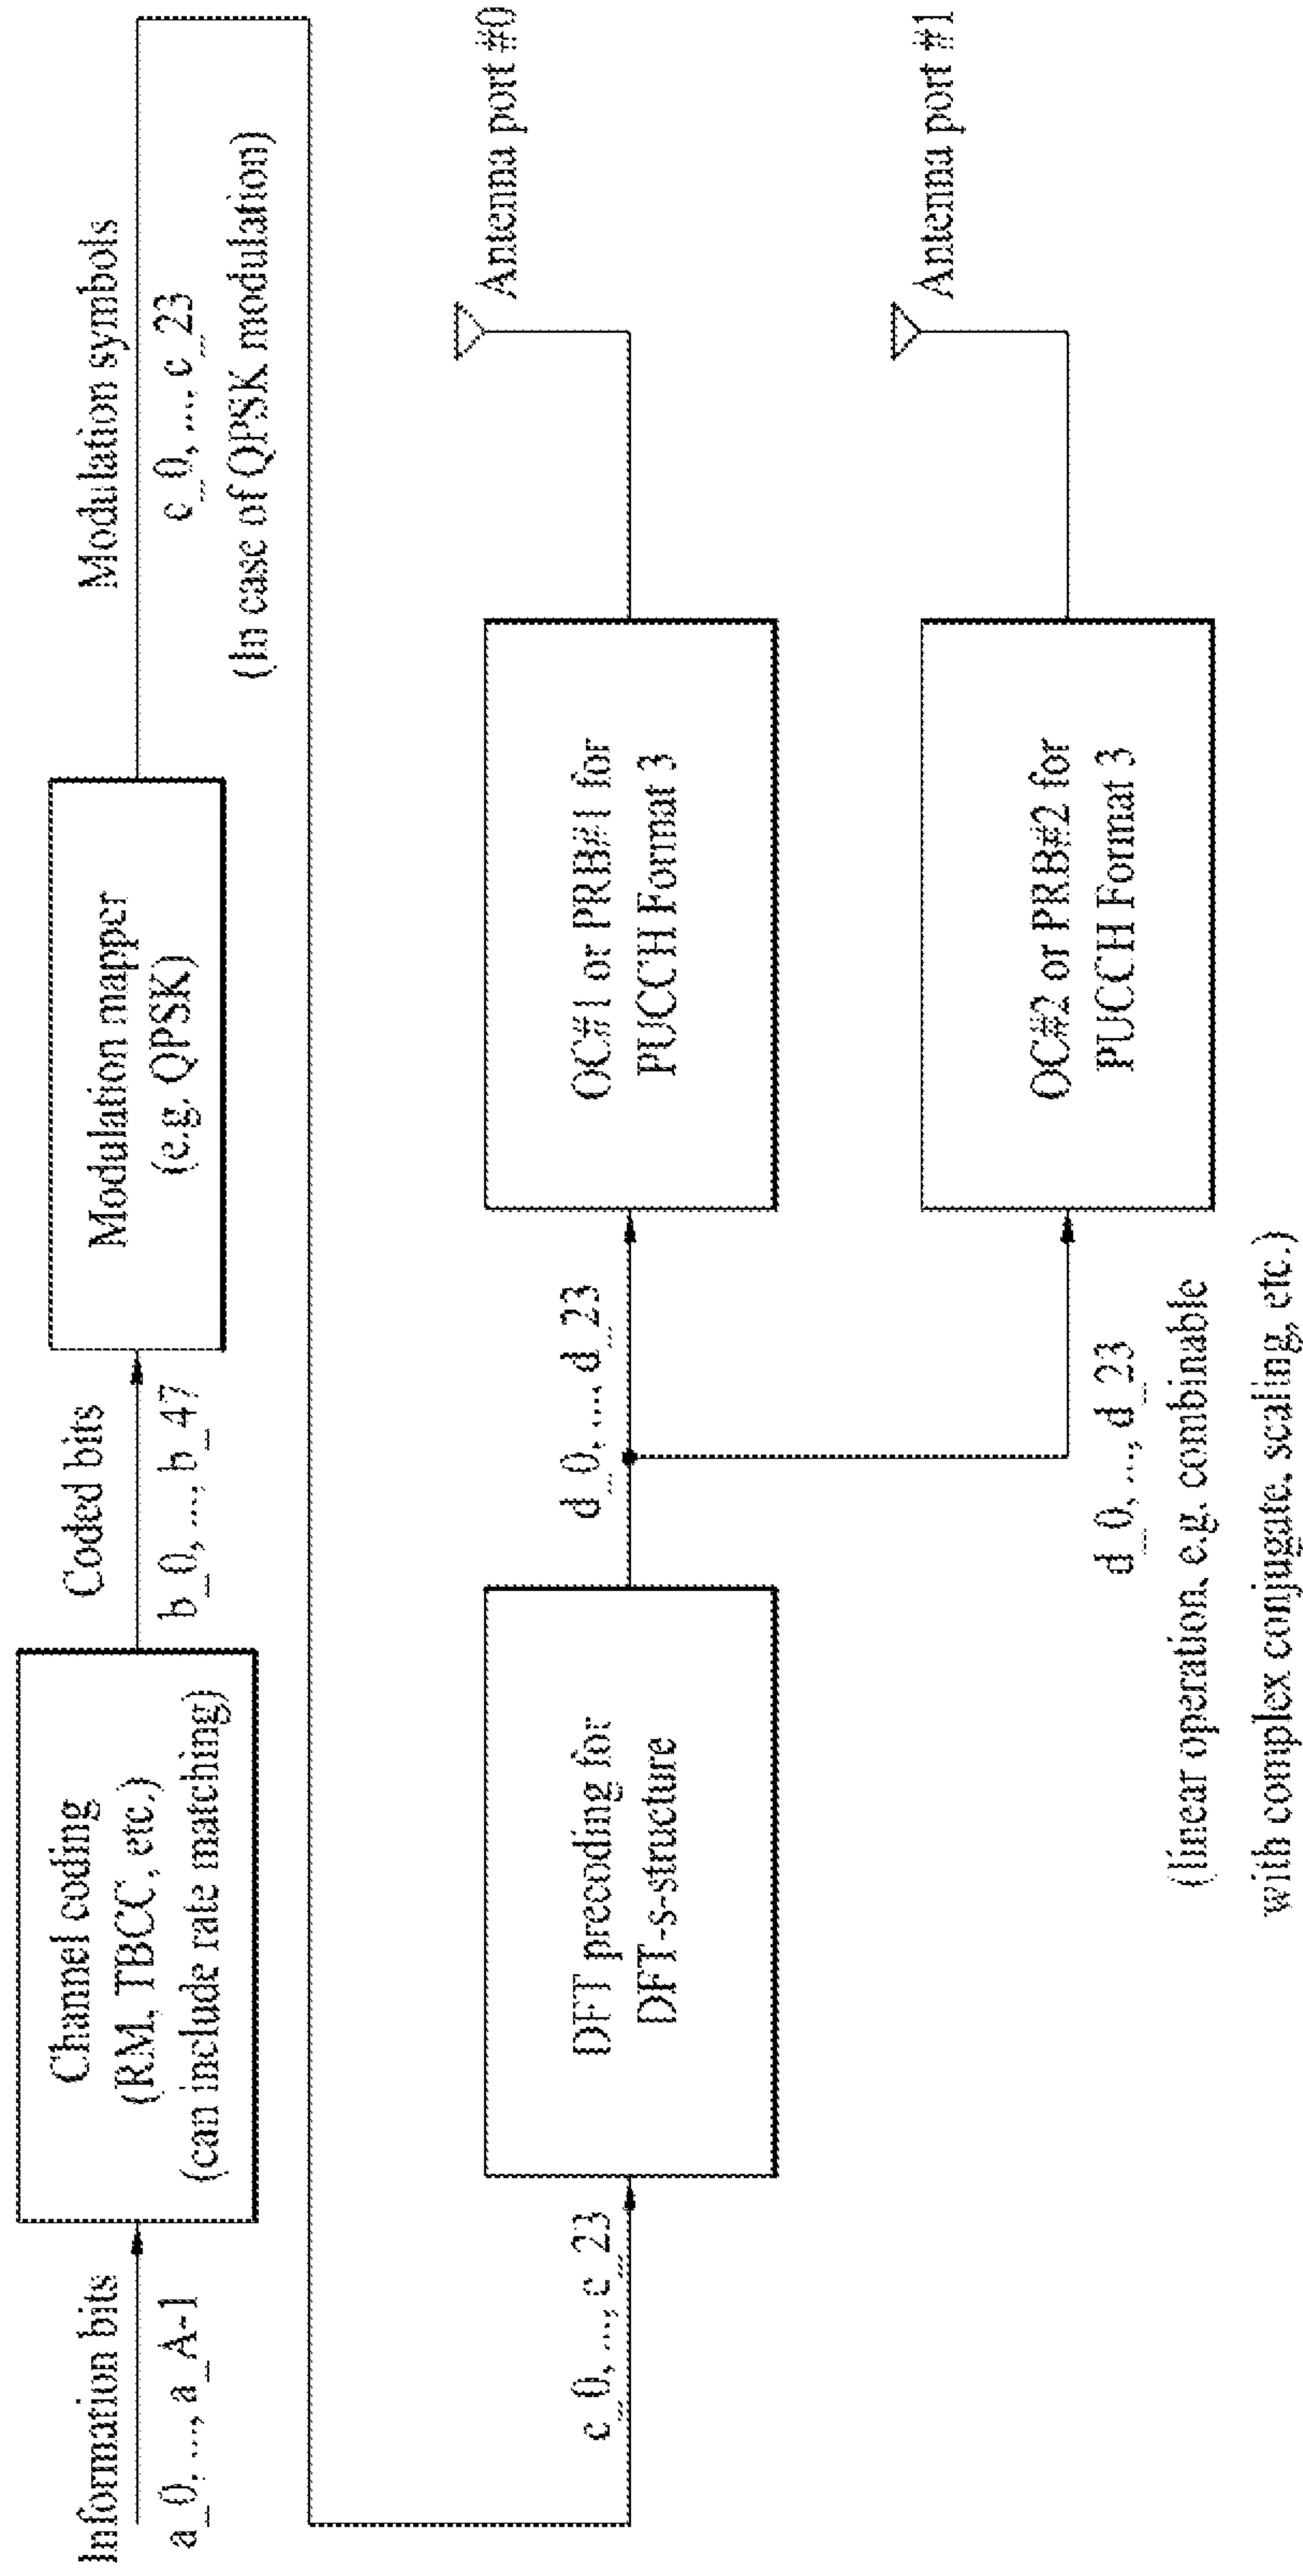 Information bits
a_0, ..., a_A-1
Channel coding
(RM, TBCC, etc.)
(can include rate matching)
Coded bits
b_0, ..., b_47
Modulation mapper
(e.g. QPSK)
Modulation symbols
c_0, ..., c_23
(In case of QPSK modulation)
c_0, ..., c_23
DFT precoding for
DFT-s-structure
d_0, ..., d_23
OC#1 or PRB#1 for
PUCCH Format 3
Antenna port #0
d_0, ..., d_23
(linear operation, e.g. combinable
with complex conjugate, scaling, etc.)
OC#2 or PRB#2 for
PUCCH Format 3
Antenna port #1